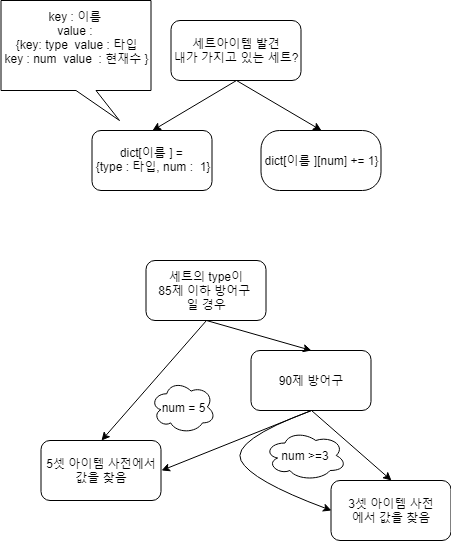 key : 이름
value :
{key: type  value : 타입
key : num  value  : 현재수 }
세트아이템 발견
내가 가지고 있는 세트?
dict[이름 ] =
{type : 타입, num :  1}
dict[이름 ][num] += 1}
세트의 type이
85제 이하 방어구
일 경우
90제 방어구
num = 5
num >=3
5셋 아이템 사전에서
값을 찾음
3셋 아이템 사전
에서 값을 찾음